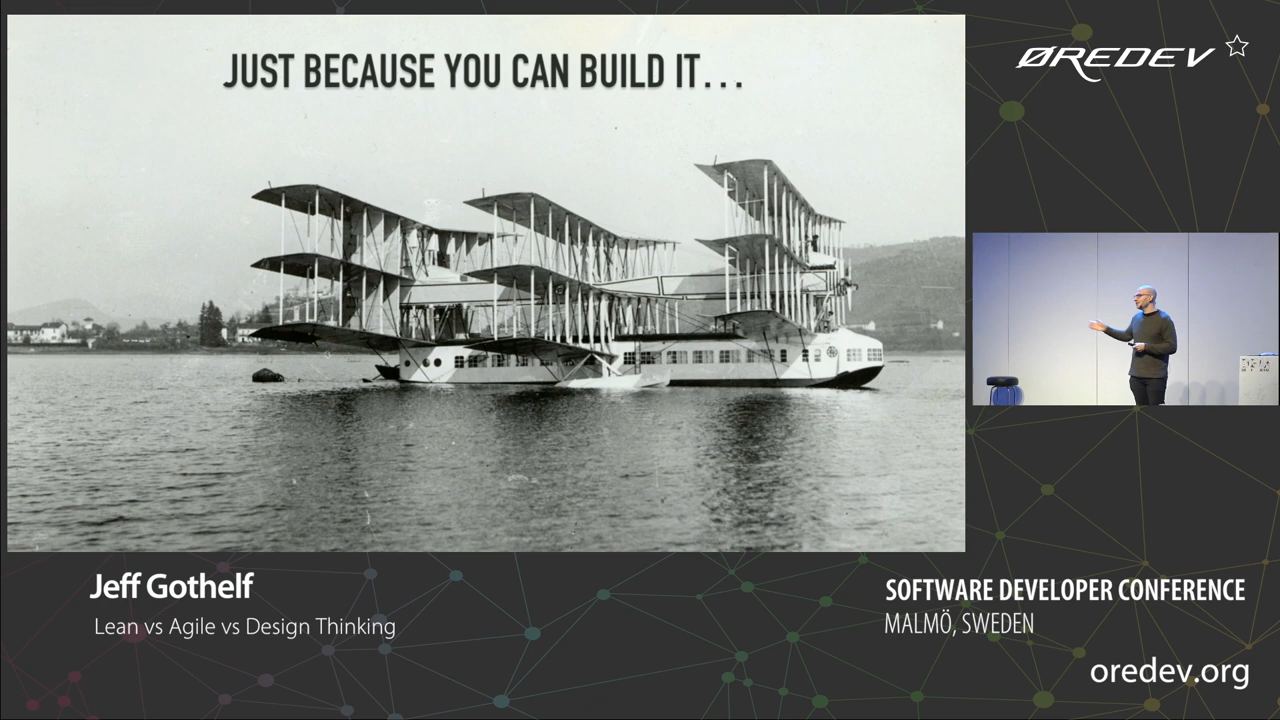 JUST BECAUSE YOU CAN BUILD IT...
ØREDEV
Jeff Gothelf
Lean vs Agile vs Design Thinking
SOFTWARE DEVELOPER CONFERENCE
MALMÖ, SWEDEN
oredev.org